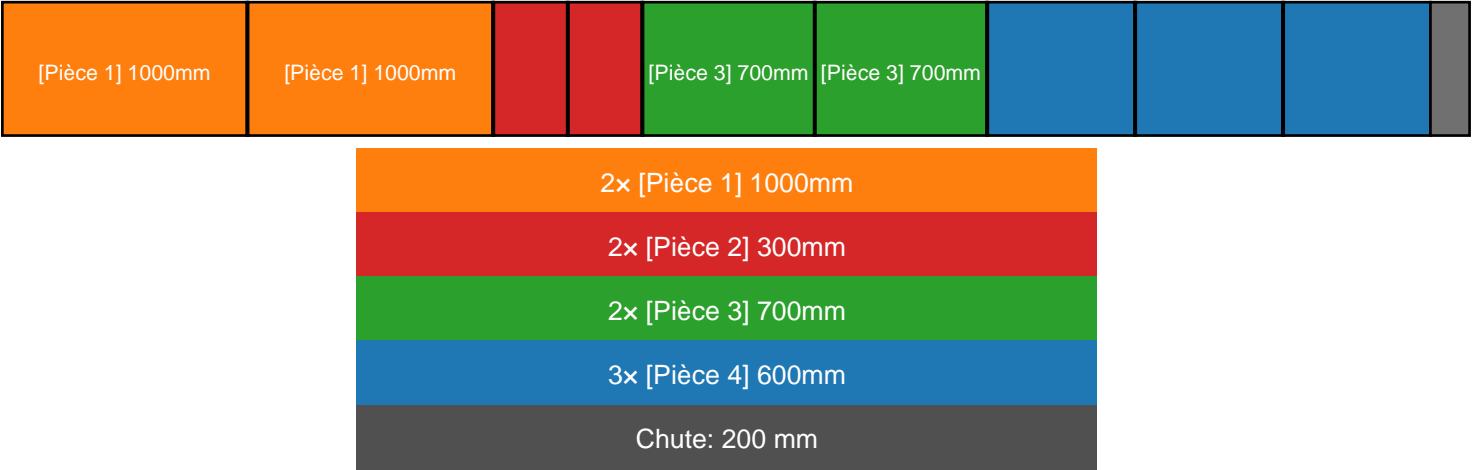 [Pièce 1] 1000mm [Pièce 1] 1000mm [Pièce 3] 700mm [Pièce 3] 700mm
2× [Pièce 1] 1000mm
2× [Pièce 2] 300mm
2× [Pièce 3] 700mm
3× [Pièce 4] 600mm
Chute: 200 mm